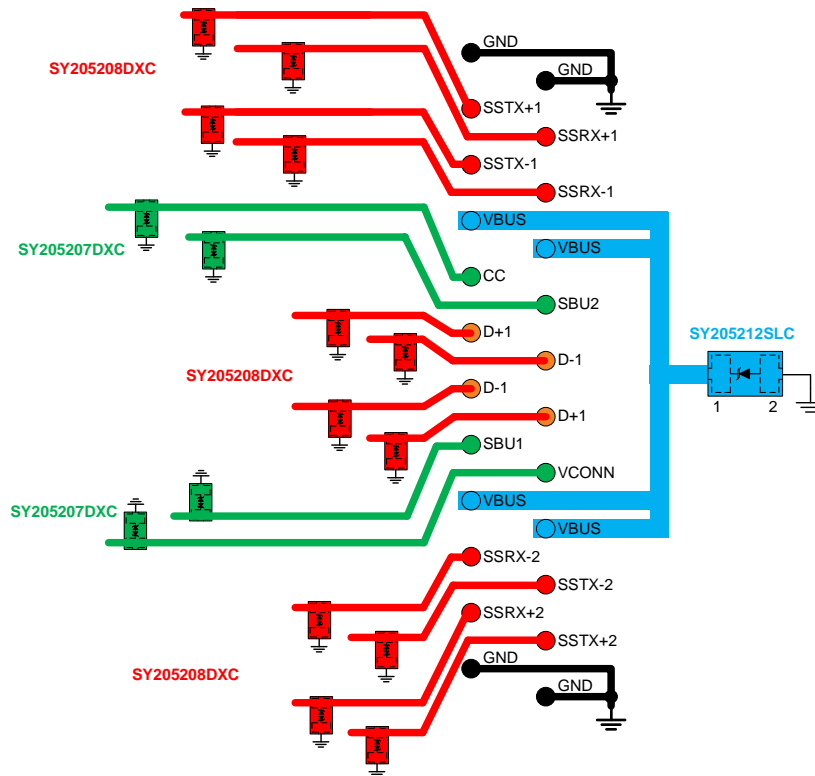 GND
SY205208DXC
GND
SSTX+1
SSRX+1
SSTX-1
SSRX-1
VBUS
SY205207DXC
VBUS
CC
SBU2
D+1
SY205212SLC
D-1
SY205208DXC
D-1
1 2
D+1
SBU1
VCONN
VBUS
SY205207DXC
VBUS
SSRX-2
SSTX-2
SSRX+2
SSTX+2
GND
SY205208DXC
GND